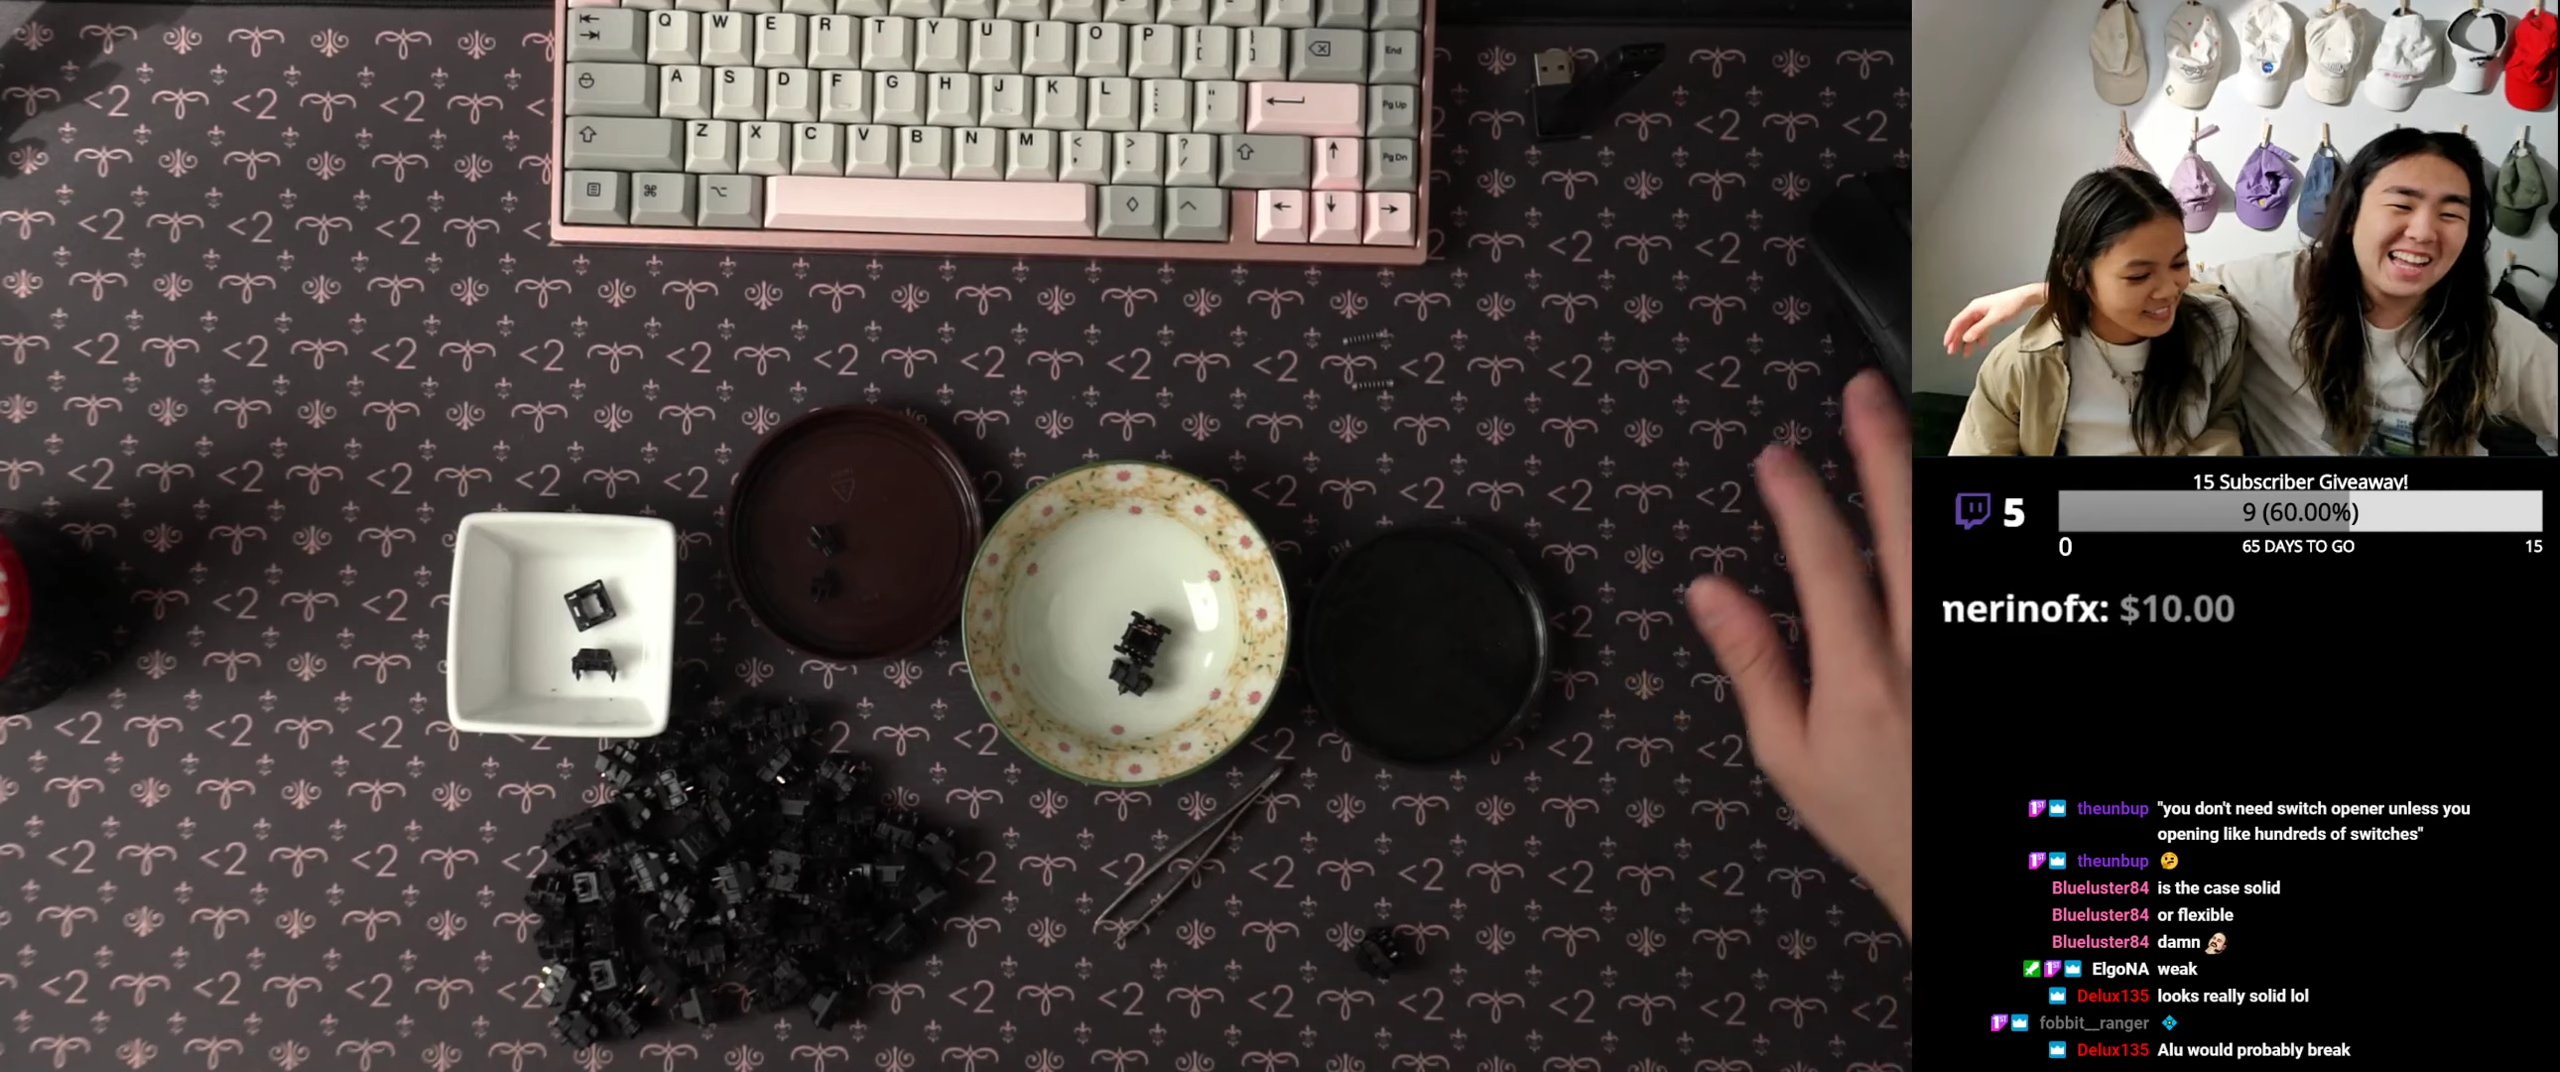 Q W E R T Y U I O P { [ } ] End
A S D F G H J K L : ; " ' Pg Up
Z X C V B N M < , > . ? / Pg Dn
<2
15 Subscriber Giveaway!
5
9 (60.00%)
0 65 DAYS TO GO 15
nerinofx: $10.00
theunbup "you don't need switch opener unless you
opening like hundreds of switches"
theunbup 🤔
Blueluster84 is the case solid
Blueluster84 or flexible
Blueluster84 damn
ElgoNA weak
Delux135 looks really solid lol
fobbit__ranger
Delux135 Alu would probably break